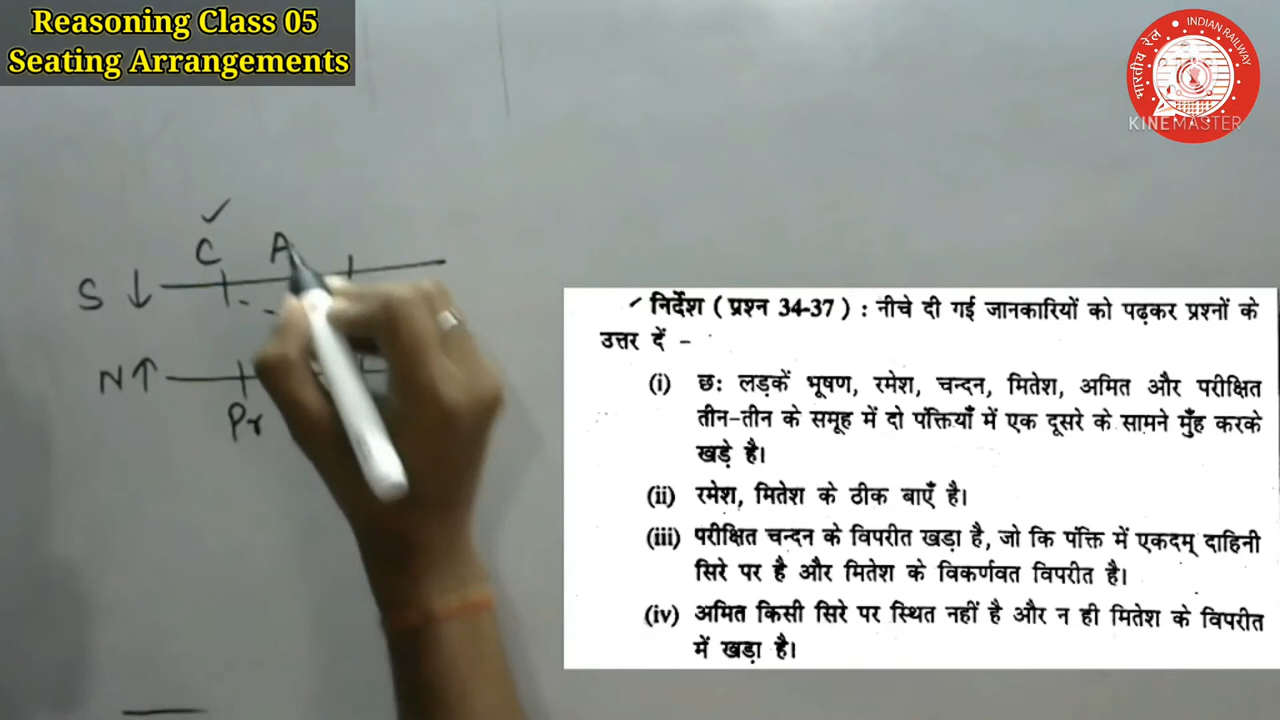 Reasoning Class 05
Seating Arrangements
भारतीय रेल ★ INDIAN RAILWAY
KINEMASTER
C A
S ↓
N ↑
Pr
निर्देश ( प्रश्न 34-37 ) : नीचे दी गई जानकारियों को पढ़कर प्रश्नों के
उत्तर दें -
(i) छः लड़कें भूषण, रमेश, चन्दन, मितेश, अमित और परीक्षित
तीन-तीन के समूह में दो पंक्तियाँ में एक दूसरे के सामने मुँह करके
खड़े है।
(ii) रमेश, मितेश के ठीक बाएँ है।
(iii) परीक्षित चन्दन के विपरीत खड़ा है, जो कि पंक्ति में एकदम् दाहिनी
सिरे पर है और मितेश के विकर्णवत विपरीत है।
(iv) अमित किसी सिरे पर स्थित नहीं है और न ही मितेश के विपरीत
में खड़ा है।